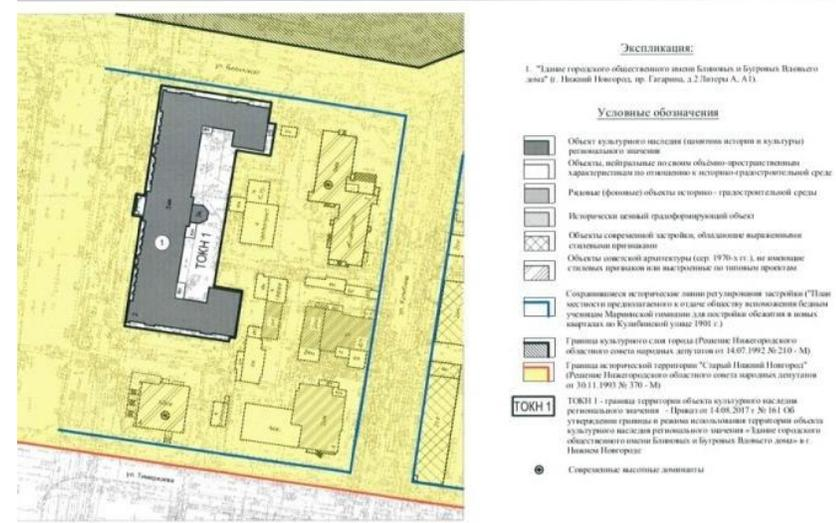 ул. Тимирязева
1
ТОКН 1
Экспликация:
1. "Здание городского общественного имени Блиновых и Бугровых Вдовьего
дома" (г. Нижний Новгород, пр. Гагарина, д.2 Литеры А, А1).
Условные обозначения
Объект культурного наследия (памятник истории и культуры)
регионального значения
Объекты, нейтральные по своим объёмно-пространственным
характеристикам по отношению к историко-градостроительной среде
Рядовые (фоновые) объекты историко - градостроительной среды
Исторически ценный градоформирующий объект
Объекты современной застройки, обладающие выраженными
стилевыми признаками
Объекты советской архитектуры (сер. 1970-х гг.), не имеющие
стилевых признаков или выстроенные по типовым проектам
Сохранившиеся исторические линии регулирования застройки ("План
местности предполагаемого к отдаче обществу вспоможения бедным
ученицам Мариинской гимназии для постройки общежития в новых
кварталах по Кулибинской улице 1901 г.)
Граница культурного слоя города (Решение Нижегородского
областного совета народных депутатов от 14.07.1992 № 210 - М)
Граница исторической территории "Старый Нижний Новгород"
(Решение Нижегородского областного совета народных депутатов
от 30.11.1993 № 370 - М)
ТОКН 1
ТОКН 1 - граница территории объекта культурного наследия
регионального значения - Приказ от 14.08.2017 г № 161 Об
утверждении границы и режима использования территории объекта
культурного наследия регионального значения «Здание городского
общественного имени Блиновых и Бугровых Вдовьего дома» в г.
Нижнем Новгороде
Современные высотные доминанты